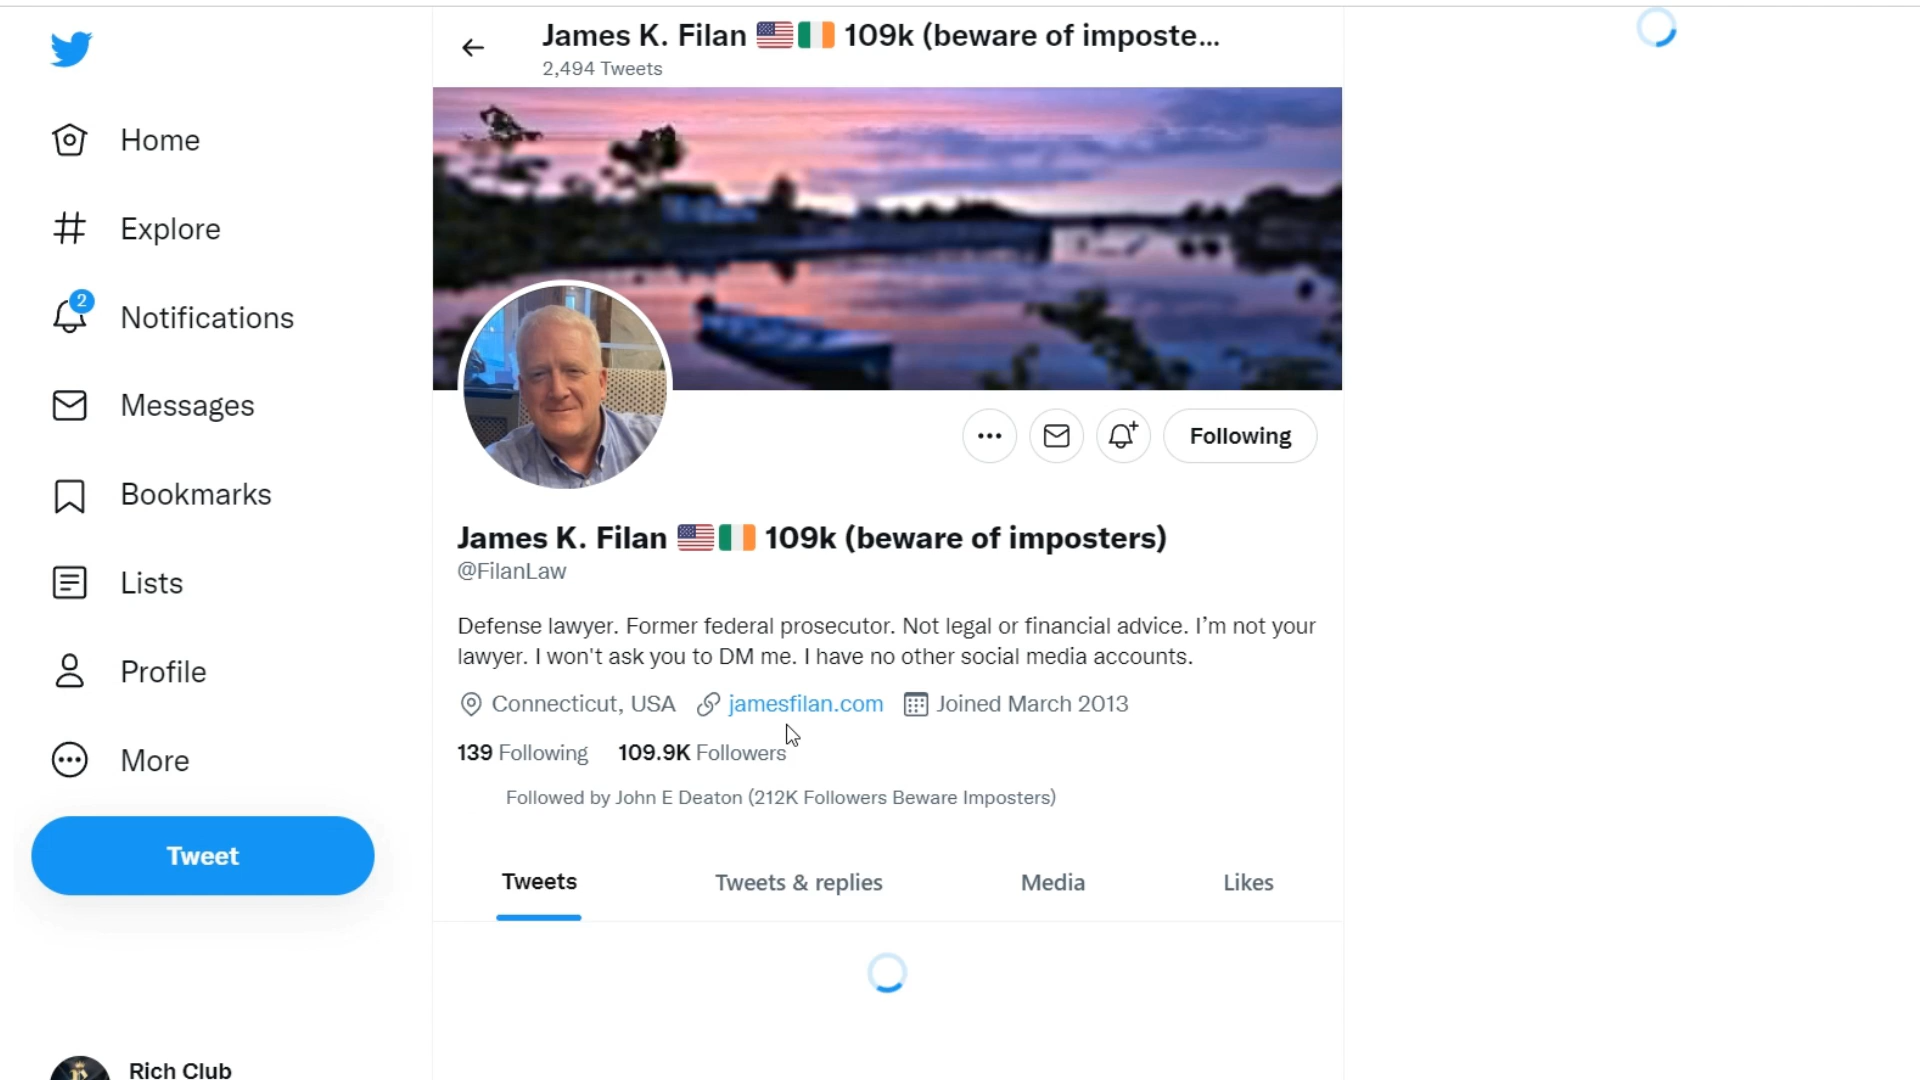 James K. Filan 🇺🇸🇮🇪 109k (beware of imposte...
2,494 Tweets
Home
Explore
2
Notifications
Messages
Bookmarks
Lists
Profile
More
Tweet
Following
James K. Filan 🇺🇸🇮🇪 109k (beware of imposters)
@FilanLaw
Defense lawyer. Former federal prosecutor. Not legal or financial advice. I’m not your
lawyer. I won't ask you to DM me. I have no other social media accounts.
Connecticut, USA jamesfilan.com Joined March 2013
139 Following 109.9K Followers
Followed by John E Deaton (212K Followers Beware Imposters)
Tweets Tweets & replies Media Likes
Rich Club